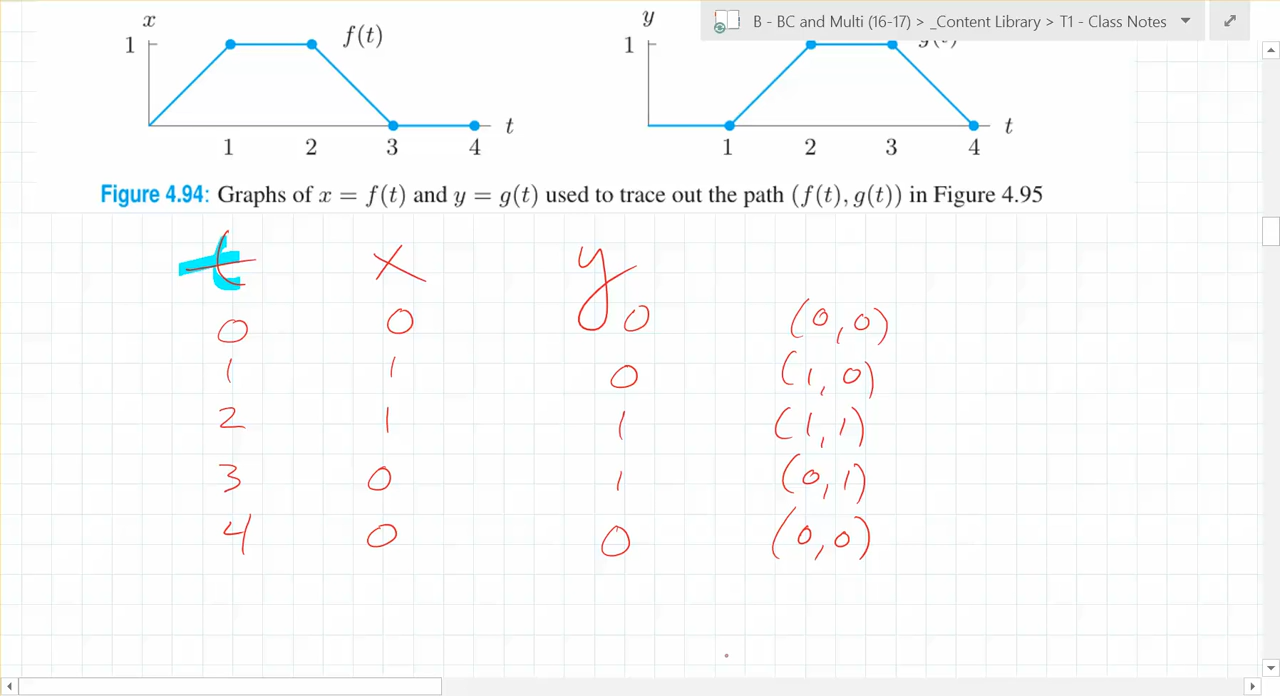 B - BC and Multi (16-17) > _Content Library > T1 - Class Notes
x
1
f(t)
1 2 3 4 t
y
1
g(t)
1 2 3 4 t
Figure 4.94: Graphs of x = f(t) and y = g(t) used to trace out the path (f(t), g(t)) in Figure 4.95
t x y
0 0 0 (0,0)
1 1 0 (1,0)
2 1 1 (1,1)
3 0 1 (0,1)
4 0 0 (0,0)